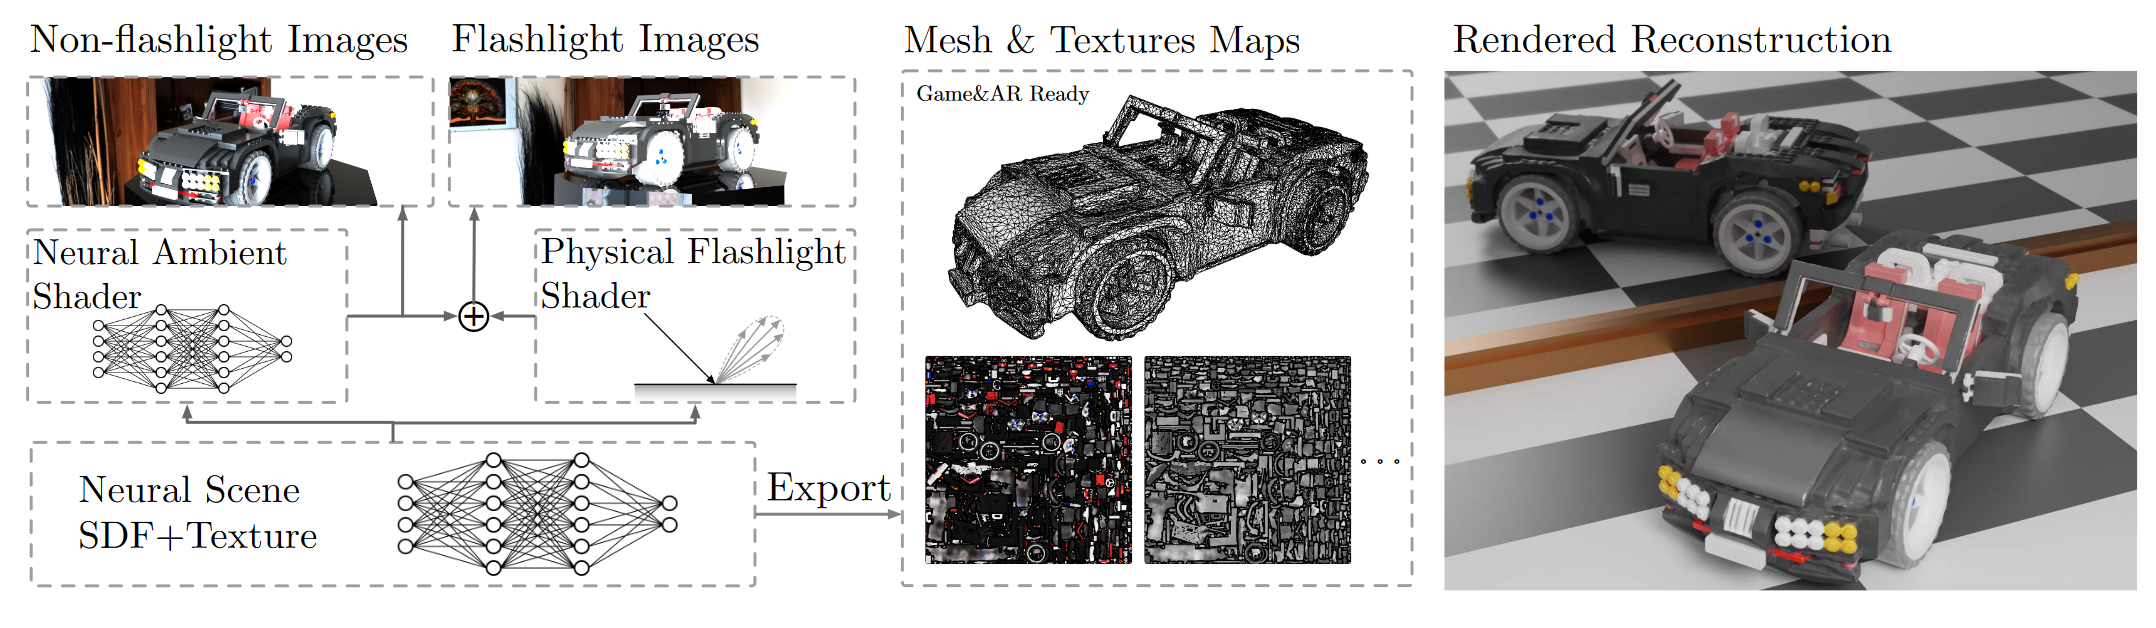 Non-flashlight Images
Flashlight Images
Mesh & Textures Maps
Rendered Reconstruction
Game&AR Ready
Neural Ambient
Shader
Physical Flashlight
Shader
+
Neural Scene
SDF+Texture
Export
...